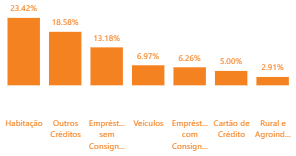 23.42%
18.58%
13.18%
6.97%
6.26%
5.00%
2.91%
Habitação
Outros
Créditos
Emprést...
sem
Consign...
Veículos
Emprést...
com
Consign...
Cartão de
Crédito
Rural e
Agroind...